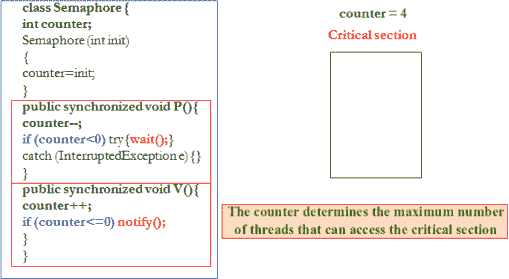 class Semaphore {
int counter;
Semaphore (int init)
{
counter=init;
}
public synchronized void P(){
counter--;
if (counter<0) try{wait();}
catch (InterruptedException e) {}
}
public synchronized void V(){
counter++;
if (counter<=0) notify();
}
}
counter = 4
Critical section
The counter determines the maximum number
of threads that can access the critical section